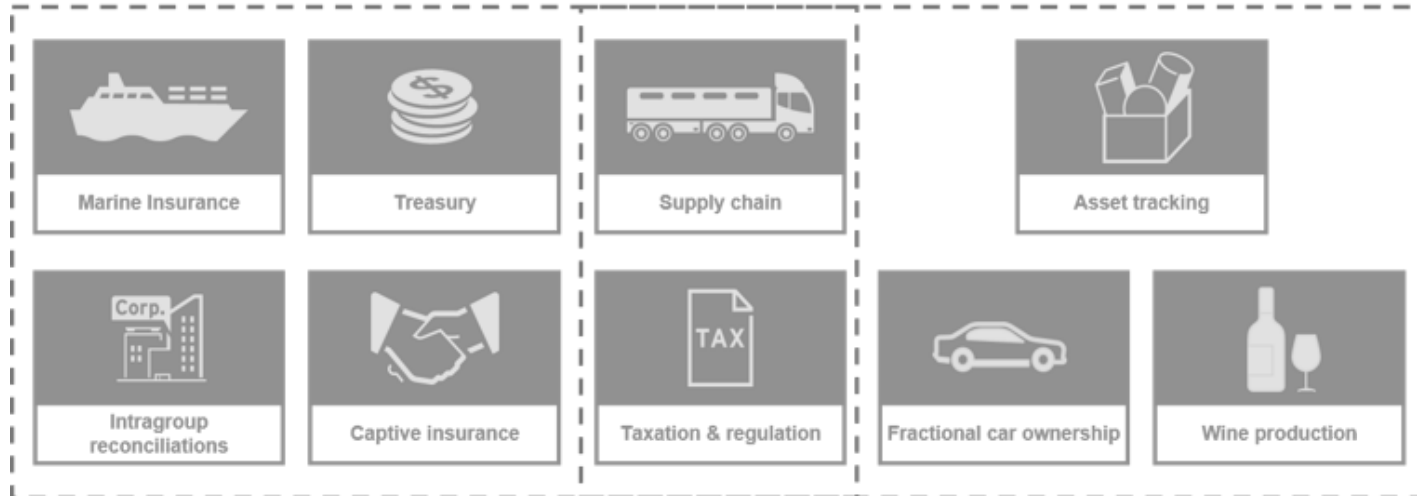 Marine Insurance
Treasury
Supply chain
Asset tracking
Corp.
TAX
Intragroup
reconciliations
Captive insurance
Taxation & regulation
Fractional car ownership
Wine production